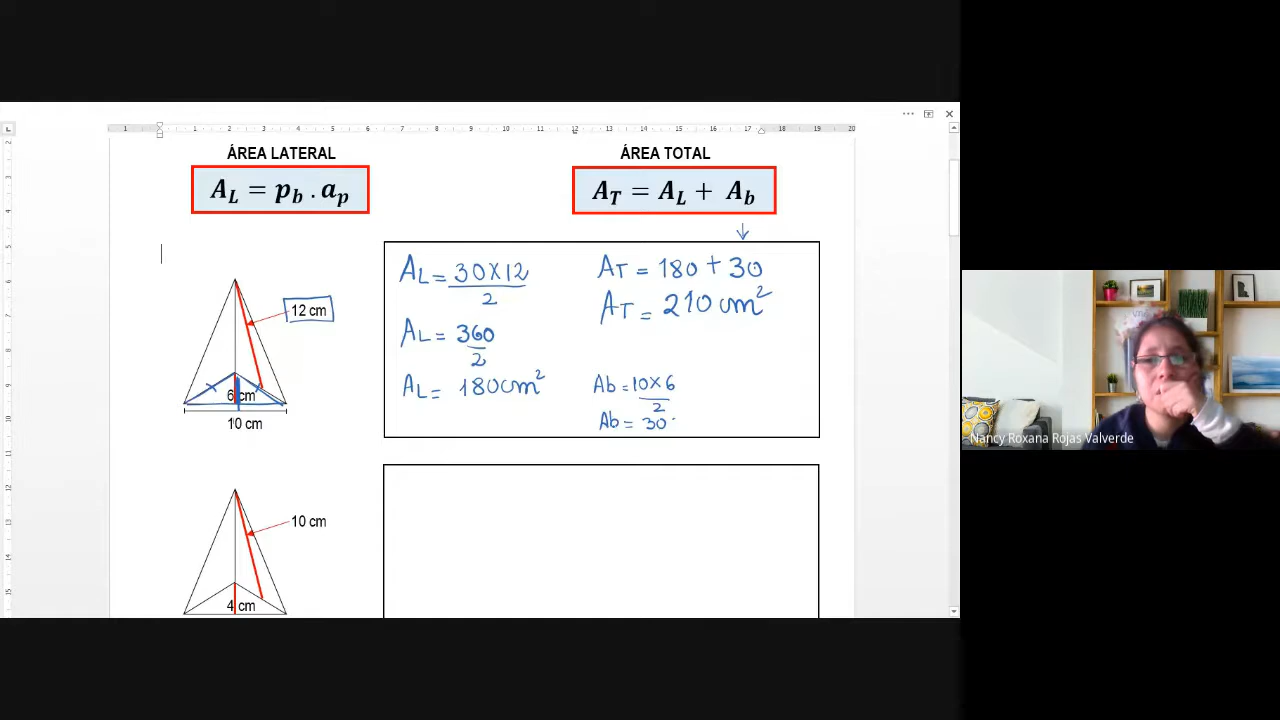 ÁREA LATERAL
A_L = p_b . a_p
ÁREA TOTAL
A_T = A_L + A_b
12 cm
6 cm
10 cm
A_L = 30×12
2
A_L = 360
2
A_L = 180cm²
A_T = 180 + 30
A_T = 210 cm²
Ab = 10×6
2
Ab = 30
10 cm
4 cm
Nancy Roxana Rojas Valverde